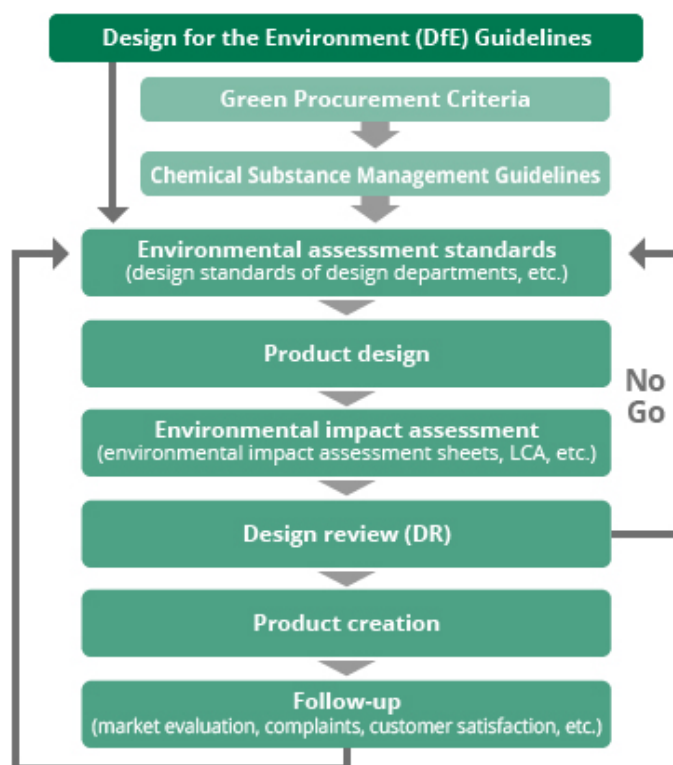 Design for the Environment (DfE) Guidelines
Green Procurement Criteria
Chemical Substance Management Guidelines
Environmental assessment standards
(design standards of design departments, etc.)
Product design
No
Go
Environmental impact assessment
(environmental impact assessment sheets, LCA, etc.)
Design review (DR)
Product creation
Follow-up
(market evaluation, complaints, customer satisfaction, etc.)